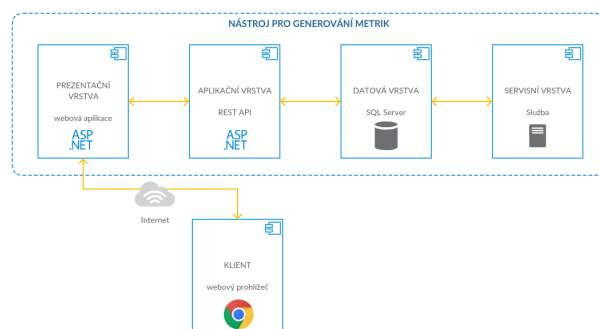 NÁSTROJ PRO GENEROVÁNÍ METRIK
PREZENTAČNÍ
VRSTVA
webová aplikace
ASP
.NET
APLIKAČNÍ VRSTVA
REST API
ASP
.NET
DATOVÁ VRSTVA
SQL Server
SERVISNÍ VRSTVA
Služba
Internet
KLIENT
webový prohlížeč